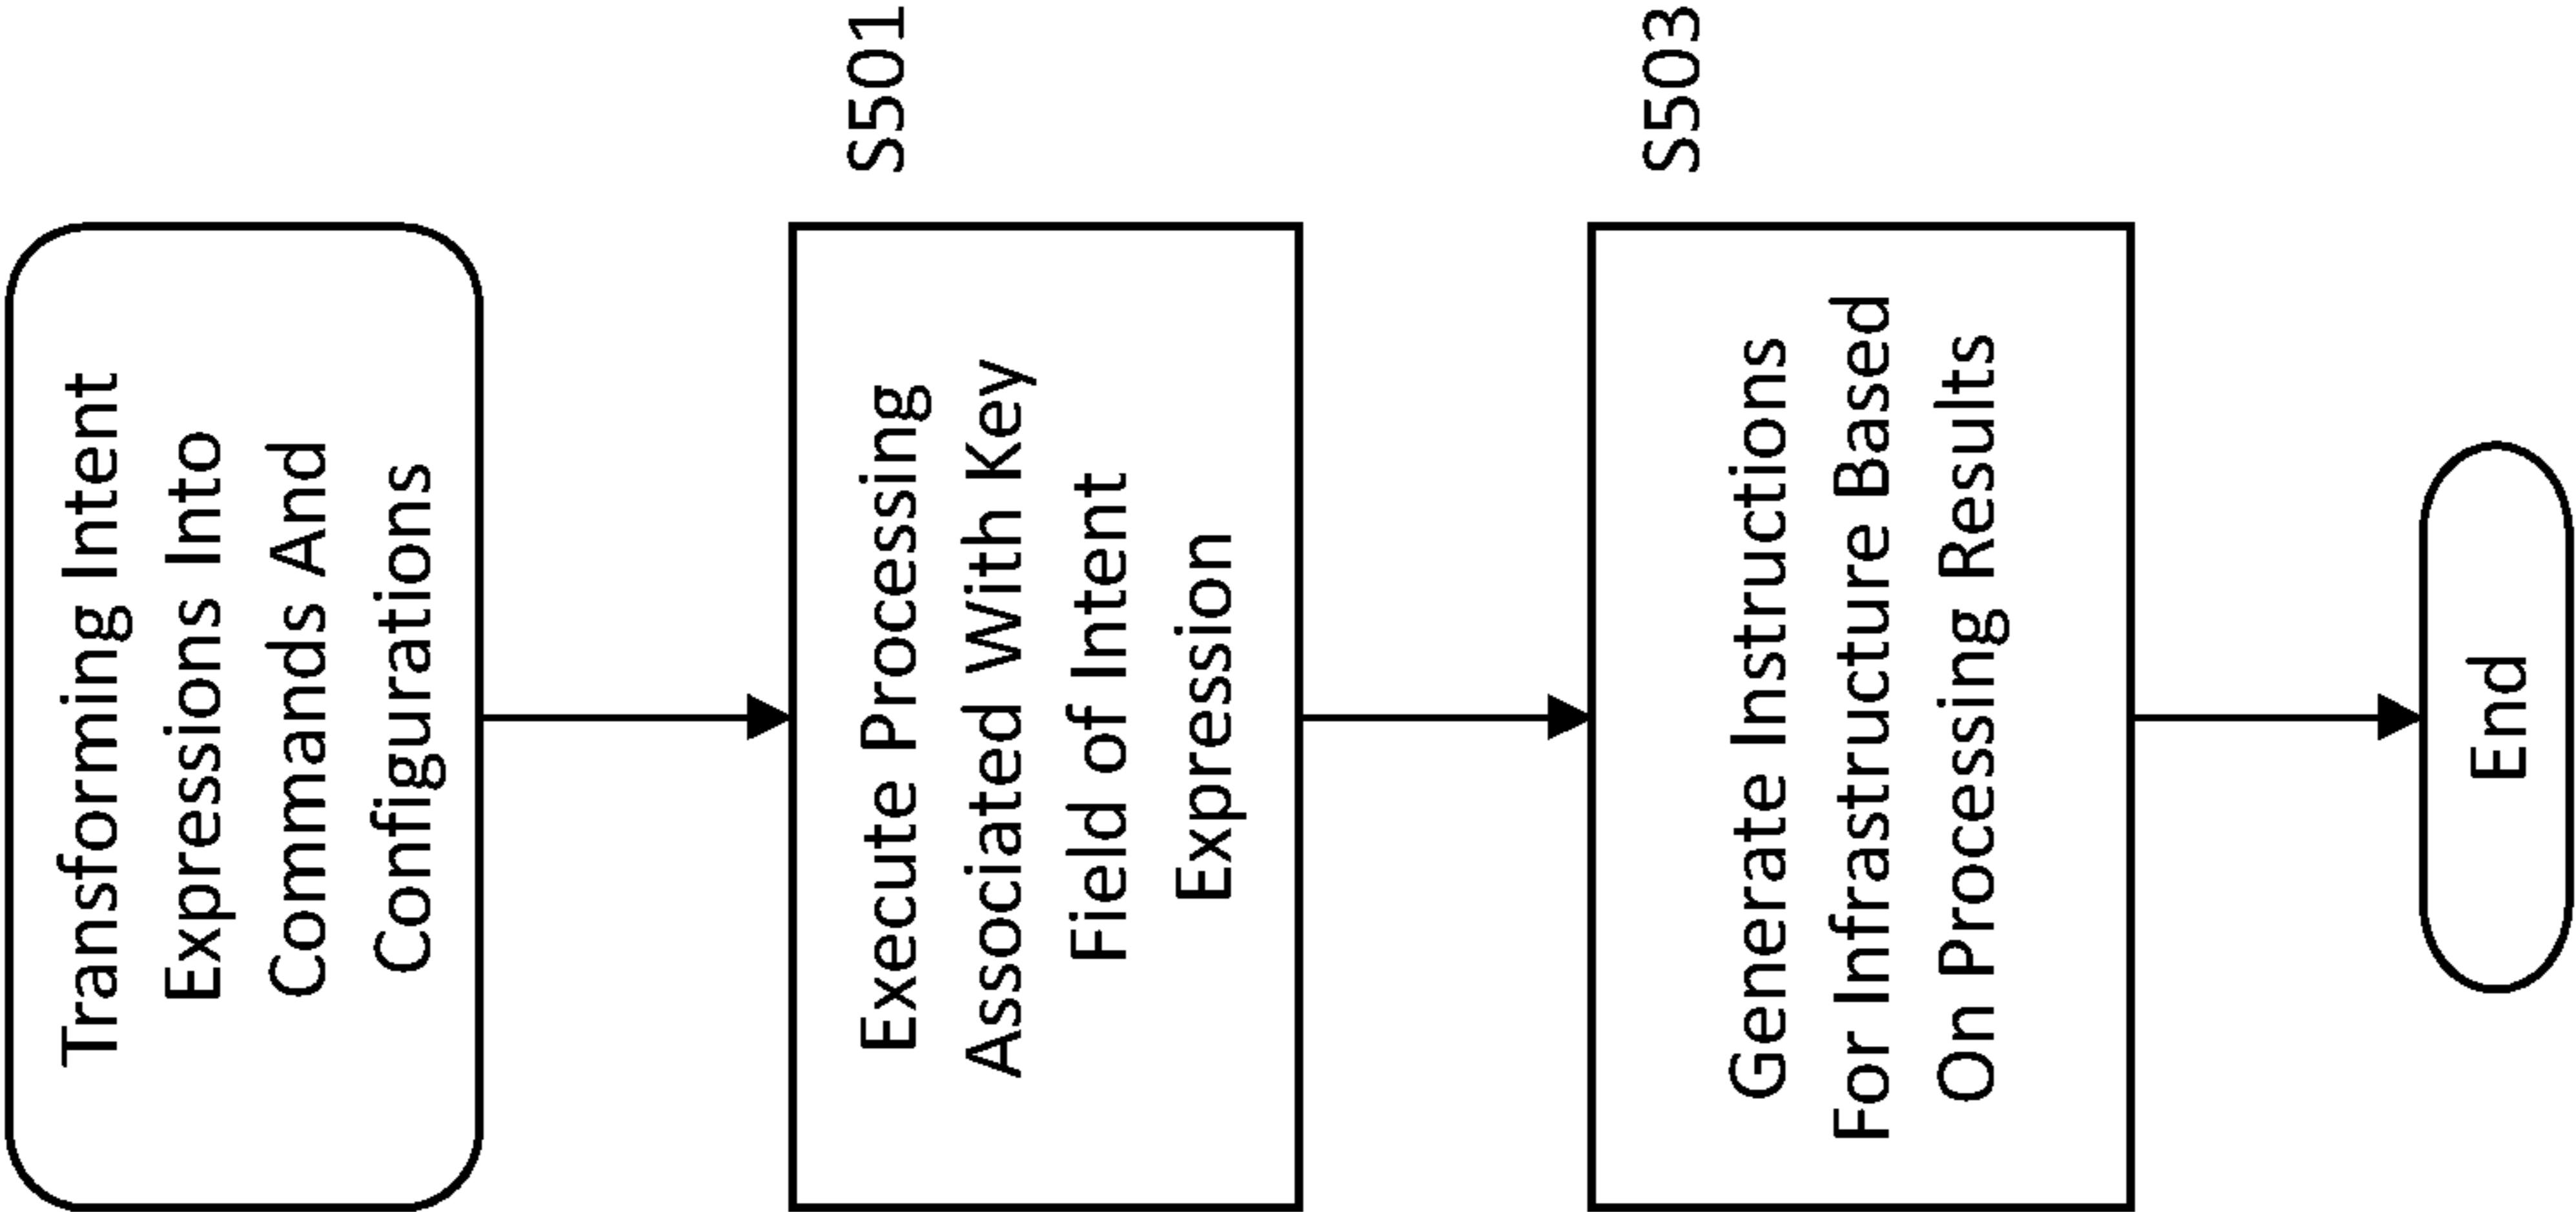 Transforming Intent
Expressions Into
Commands And
Configurations
S501
Execute Processing
Associated With Key
Field of Intent
Expression
S503
Generate Instructions
For Infrastructure Based
On Processing Results
End